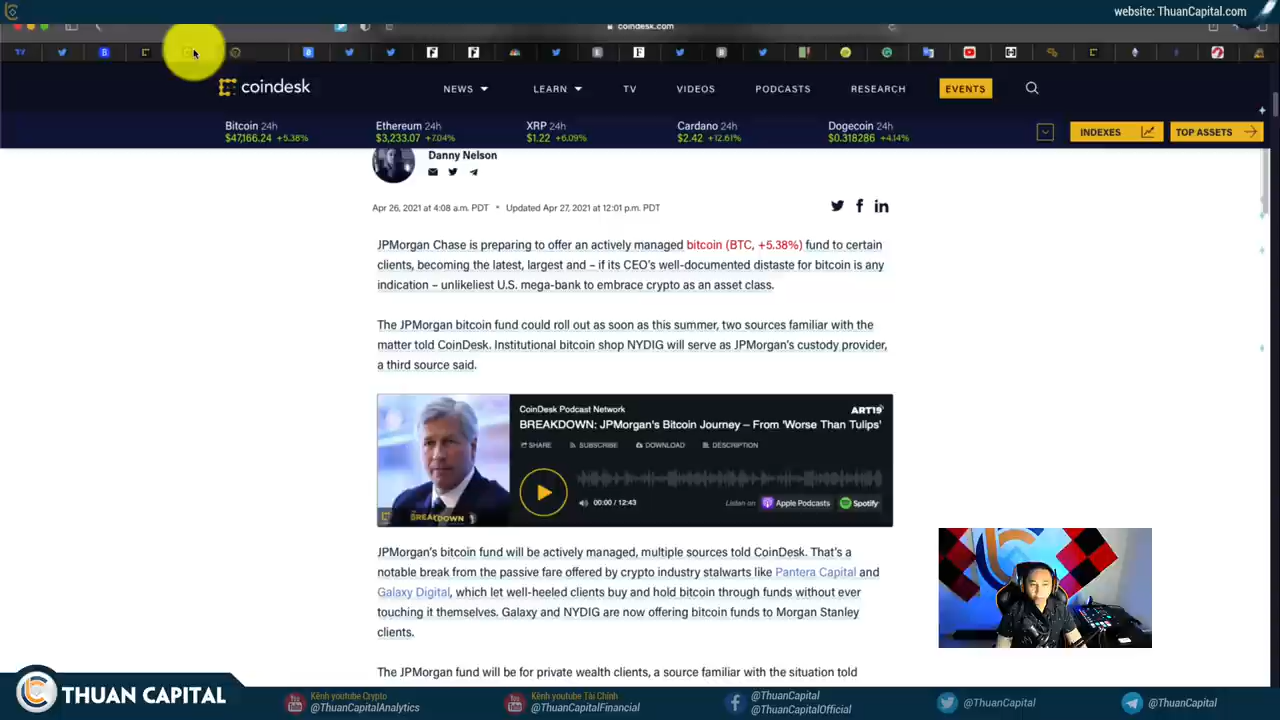 website: ThuanCapital.com
coindesk.com
coindesk
NEWS
LEARN
TV
VIDEOS
PODCASTS
RESEARCH
EVENTS
Bitcoin 24h
$47,166.24 +5.38%
Ethereum 24h
$3,233.07 +7.04%
XRP 24h
$1.22 +6.09%
Cardano 24h
$2.42 +12.61%
Dogecoin 24h
$0.318286 +4.14%
INDEXES
TOP ASSETS
Danny Nelson
Apr 26, 2021 at 4:08 a.m. PDT • Updated Apr 27, 2021 at 12:01 p.m. PDT
JPMorgan Chase is preparing to offer an actively managed bitcoin (BTC, +5.38%) fund to certain
clients, becoming the latest, largest and – if its CEO's well-documented distaste for bitcoin is any
indication – unlikeliest U.S. mega-bank to embrace crypto as an asset class.
The JPMorgan bitcoin fund could roll out as soon as this summer, two sources familiar with the
matter told CoinDesk. Institutional bitcoin shop NYDIG will serve as JPMorgan's custody provider,
a third source said.
CoinDesk Podcast Network
ART19
BREAKDOWN: JPMorgan's Bitcoin Journey – From 'Worse Than Tulips'
SHARE
SUBSCRIBE
DOWNLOAD
DESCRIPTION
00:00 / 12:43
Listen on
Apple Podcasts
Spotify
BREAKDOWN
JPMorgan's bitcoin fund will be actively managed, multiple sources told CoinDesk. That's a
notable break from the passive fare offered by crypto industry stalwarts like Pantera Capital and
Galaxy Digital, which let well-heeled clients buy and hold bitcoin through funds without ever
touching it themselves. Galaxy and NYDIG are now offering bitcoin funds to Morgan Stanley
clients.
The JPMorgan fund will be for private wealth clients, a source familiar with the situation told
THUAN CAPITAL
Kênh youtube Crypto
@ThuanCapitalAnalytics
Kênh youtube Tài Chính
@ThuanCapitalFinancial
@ThuanCapital
@ThuanCapitalOfficial
@ThuanCapital
@ThuanCapital